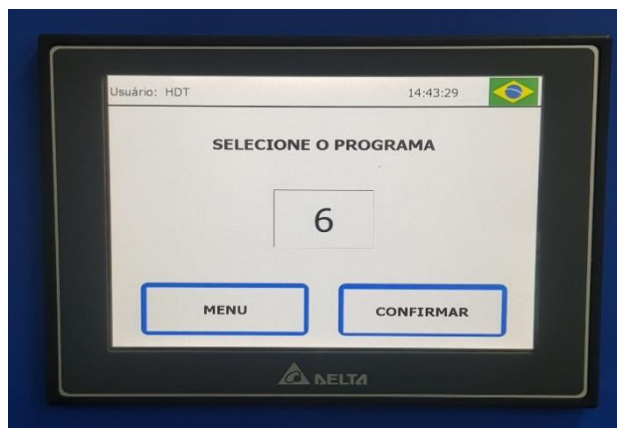 Usuário: HDT 14:43:29
SELECIONE O PROGRAMA
6
MENU CONFIRMAR
DELTA